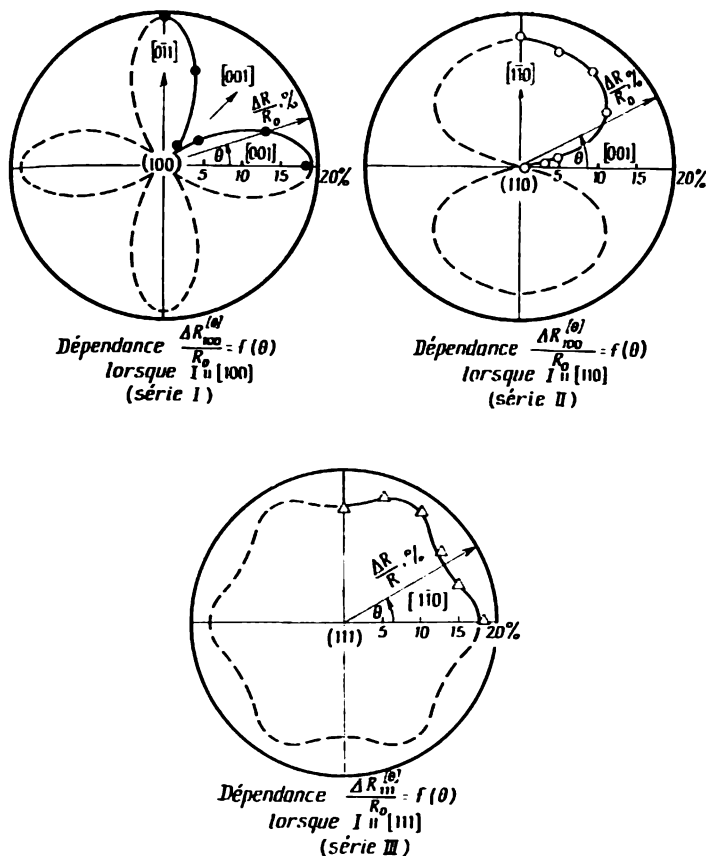 [01̄1]
[001]
ΔR/R₀, %
(100)
θ
[001]
5 10 15 20%
Dépendance ΔR₁₀₀^[θ]/R₀ = f(θ)
lorsque I ॥ [100]
(série I)
[11̄0]
ΔR/R₀, %
[001]
θ
(110)
5 10 15 20%
Dépendance ΔR₁₀₀^[θ]/R₀ = f(θ)
lorsque I ॥ [110]
(série II)
ΔR/R, %
[11̄0]
θ
(111)
5 10 15 20%
Dépendance ΔR₁₁₁^[θ]/R₀ = f(θ)
lorsque I ॥ [111]
(série III)